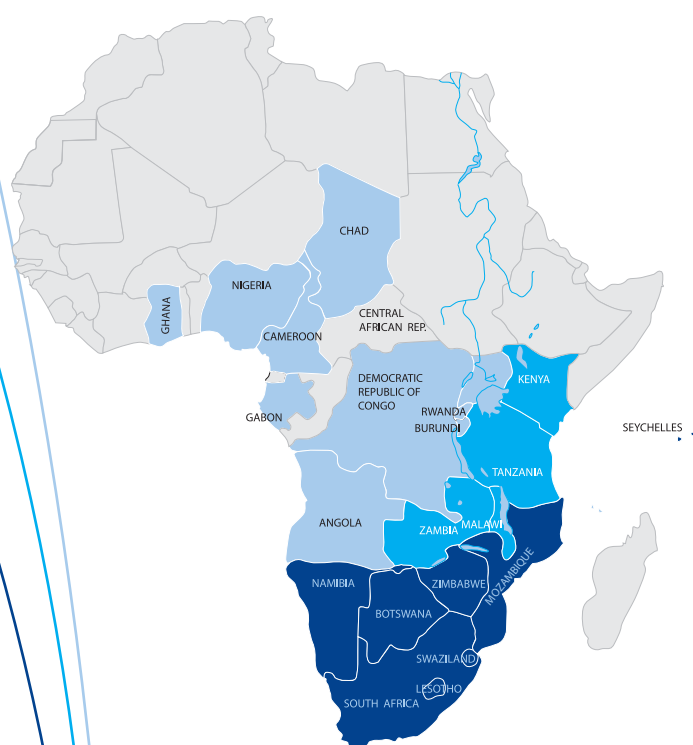 CHAD
NIGERIA
GHANA
CENTRAL
AFRICAN REP.
CAMEROON
DEMOCRATIC
REPUBLIC OF
CONGO
KENYA
GABON
RWANDA
BURUNDI
SEYCHELLES
TANZANIA
ANGOLA
ZAMBIA
MALAWI
MOZAMBIQUE
NAMIBIA
ZIMBABWE
BOTSWANA
SWAZILAND
LESOTHO
SOUTH AFRICA